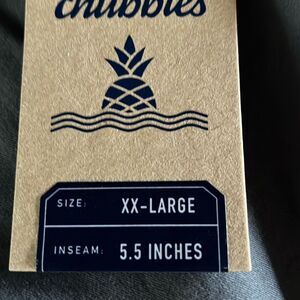 chubbies
SIZE: XX-LARGE
INSEAM: 5.5 INCHES